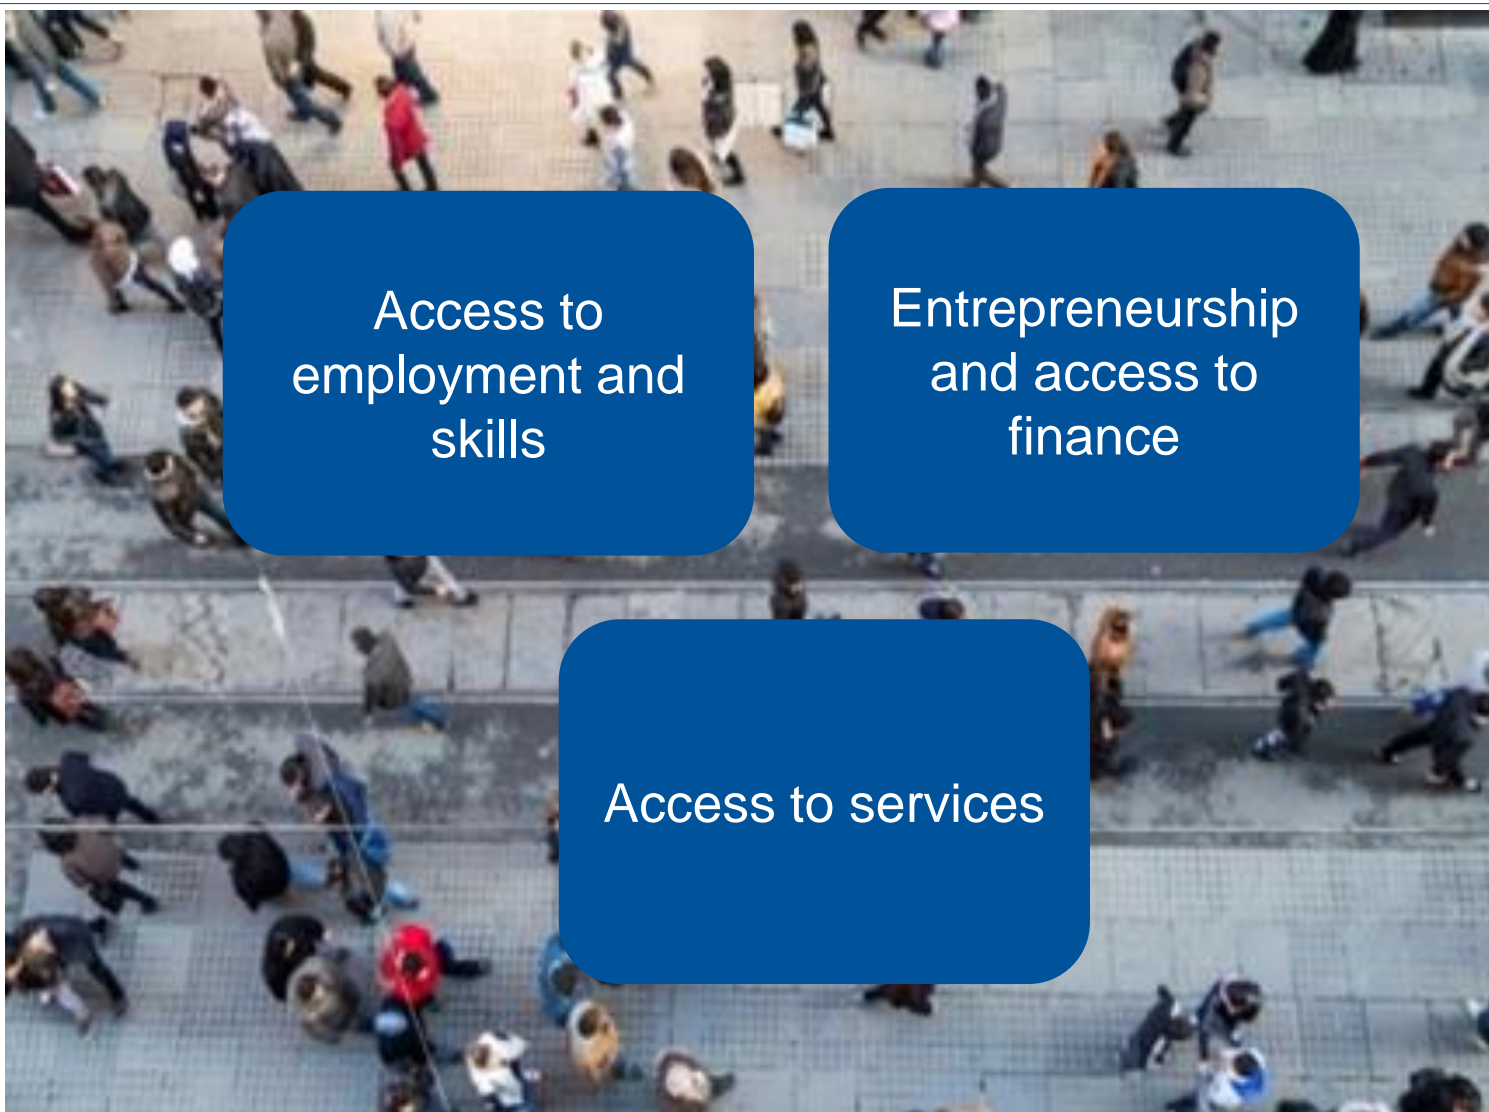 Access to
employment and
skills
Entrepreneurship
and access to
finance
Access to services